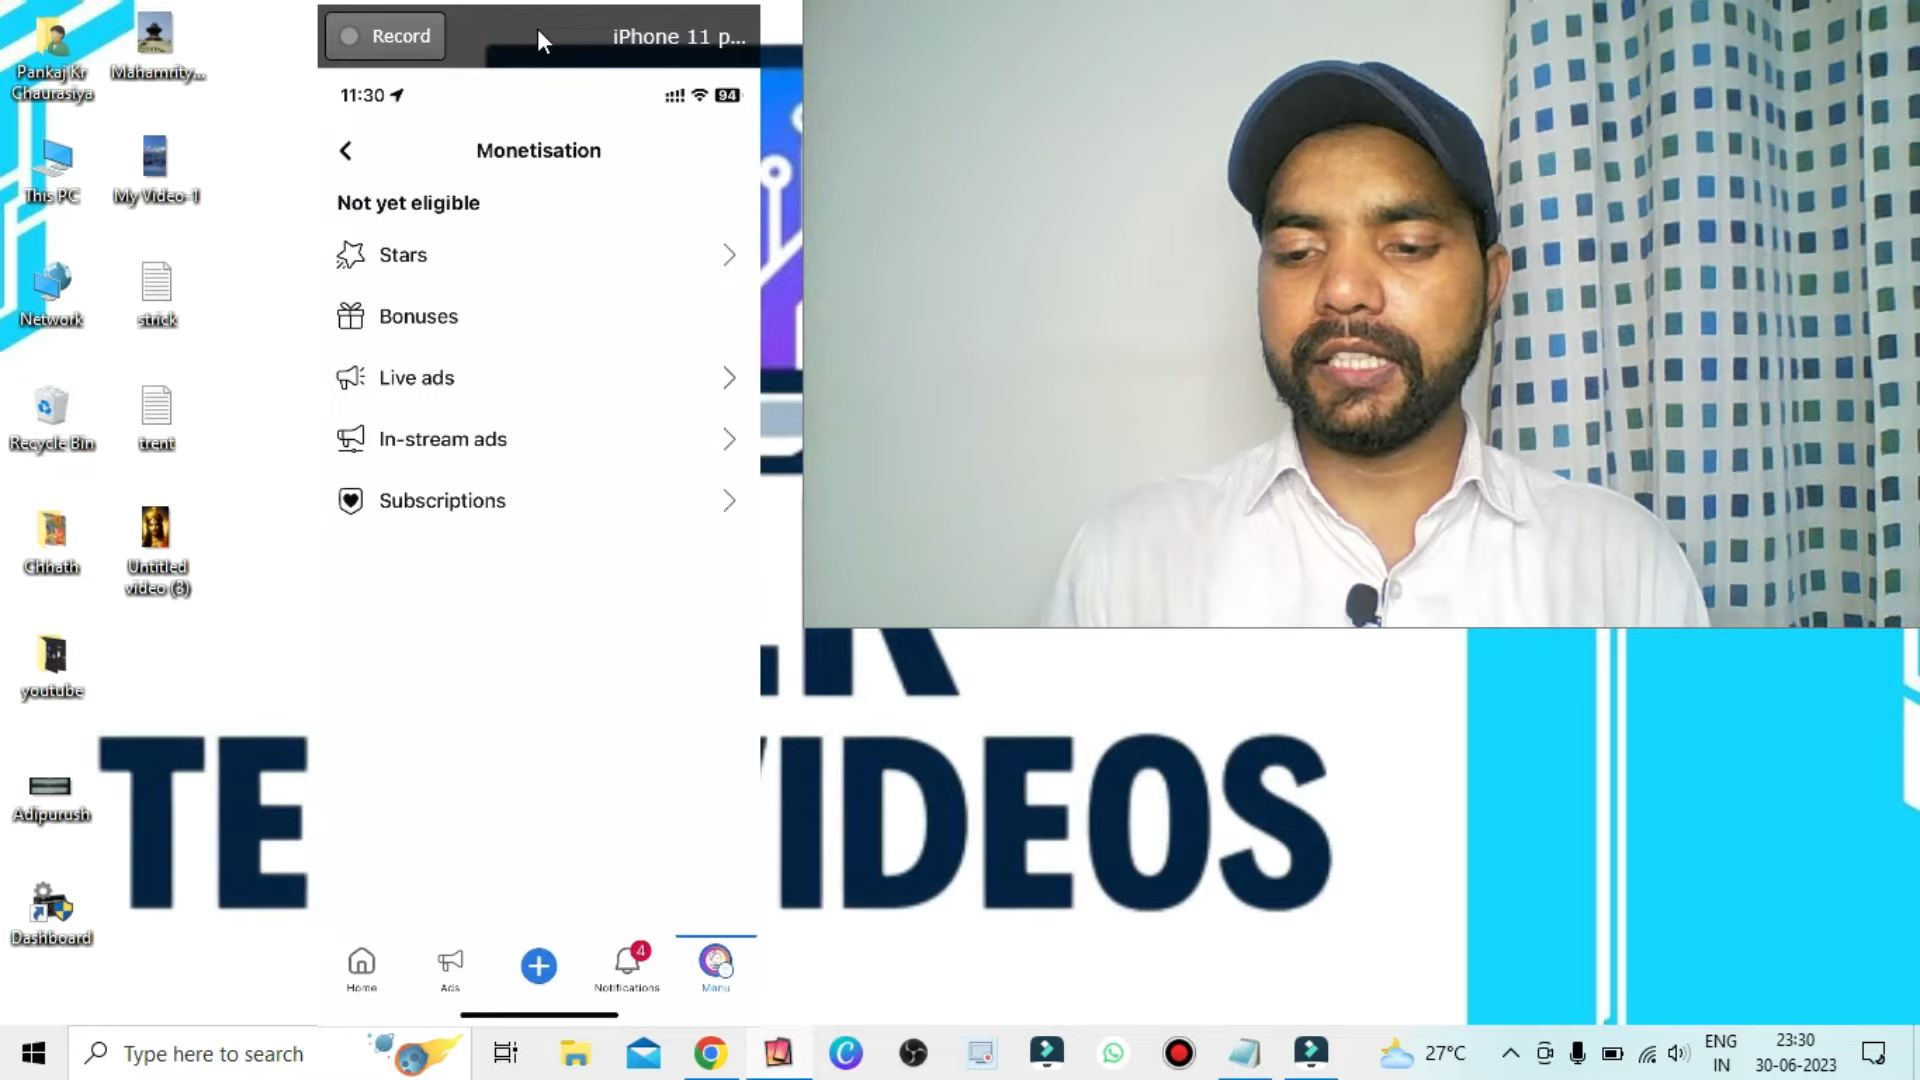 Pankaj Kr
Chaurasiya
Mahamrity...
This PC
My Video-1
Network
strick
Recycle Bin
trent
Chhath
Untitled
video (3)
youtube
Adipurush
Dashboard
Record
iPhone 11 p...
11:30
94
Monetisation
Not yet eligible
Stars
Bonuses
Live ads
In-stream ads
Subscriptions
Home
Ads
4
Notifications
Menu
TE
VIDEOS
Type here to search
27°C
ENG
IN
23:30
30-06-2023